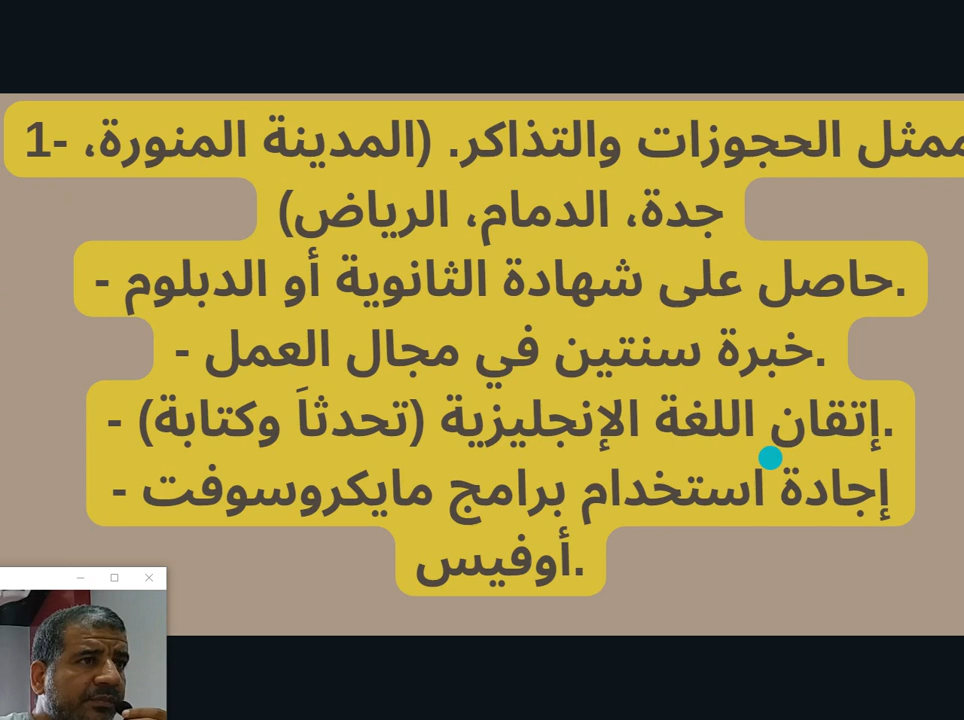 1- ممثل الحجوزات والتذاكر. (المدينة المنورة،
جدة، الدمام، الرياض)
- حاصل على شهادة الثانوية أو الدبلوم.
- خبرة سنتين في مجال العمل.
- إتقان اللغة الإنجليزية (تحدثاَ وكتابة).
- إجادة استخدام برامج مايكروسوفت
أوفيس.